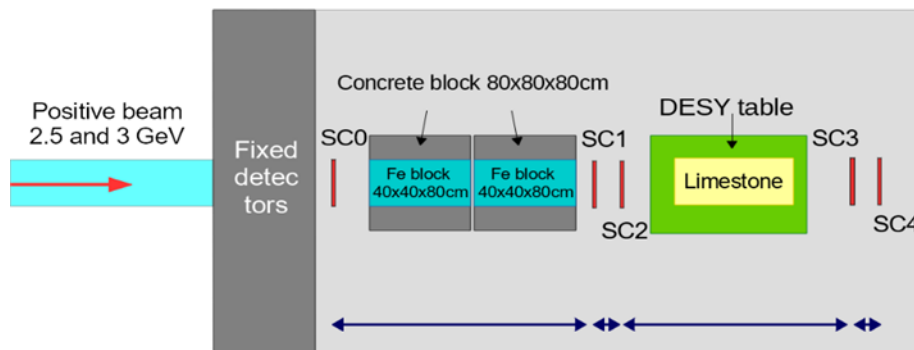 Positive beam
2.5 and 3 GeV
Fixed
detec
tors
Concrete block 80x80x80cm
SC0
Fe block
40x40x80cm
Fe block
40x40x80cm
SC1
SC2
DESY table
Limestone
SC3
SC4